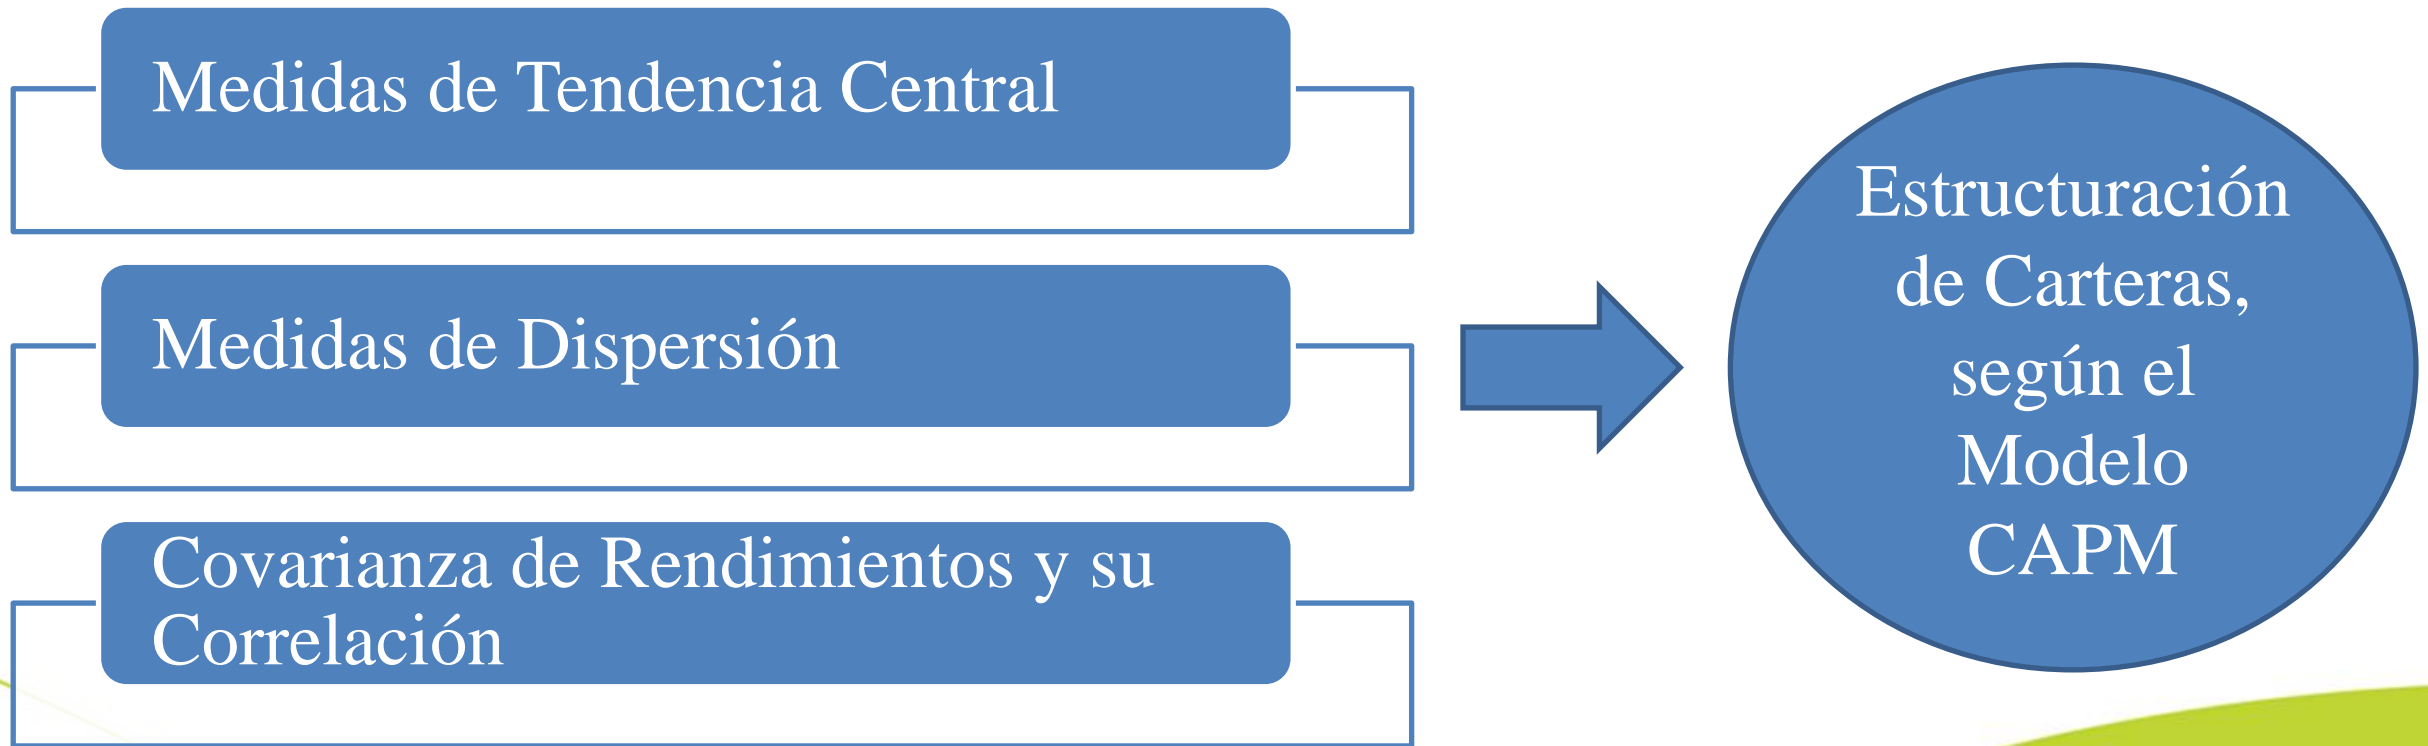 Medidas de Tendencia Central
Medidas de Dispersión
Covarianza de Rendimientos y su
Correlación
Estructuración
de Carteras,
según el
Modelo
CAPM